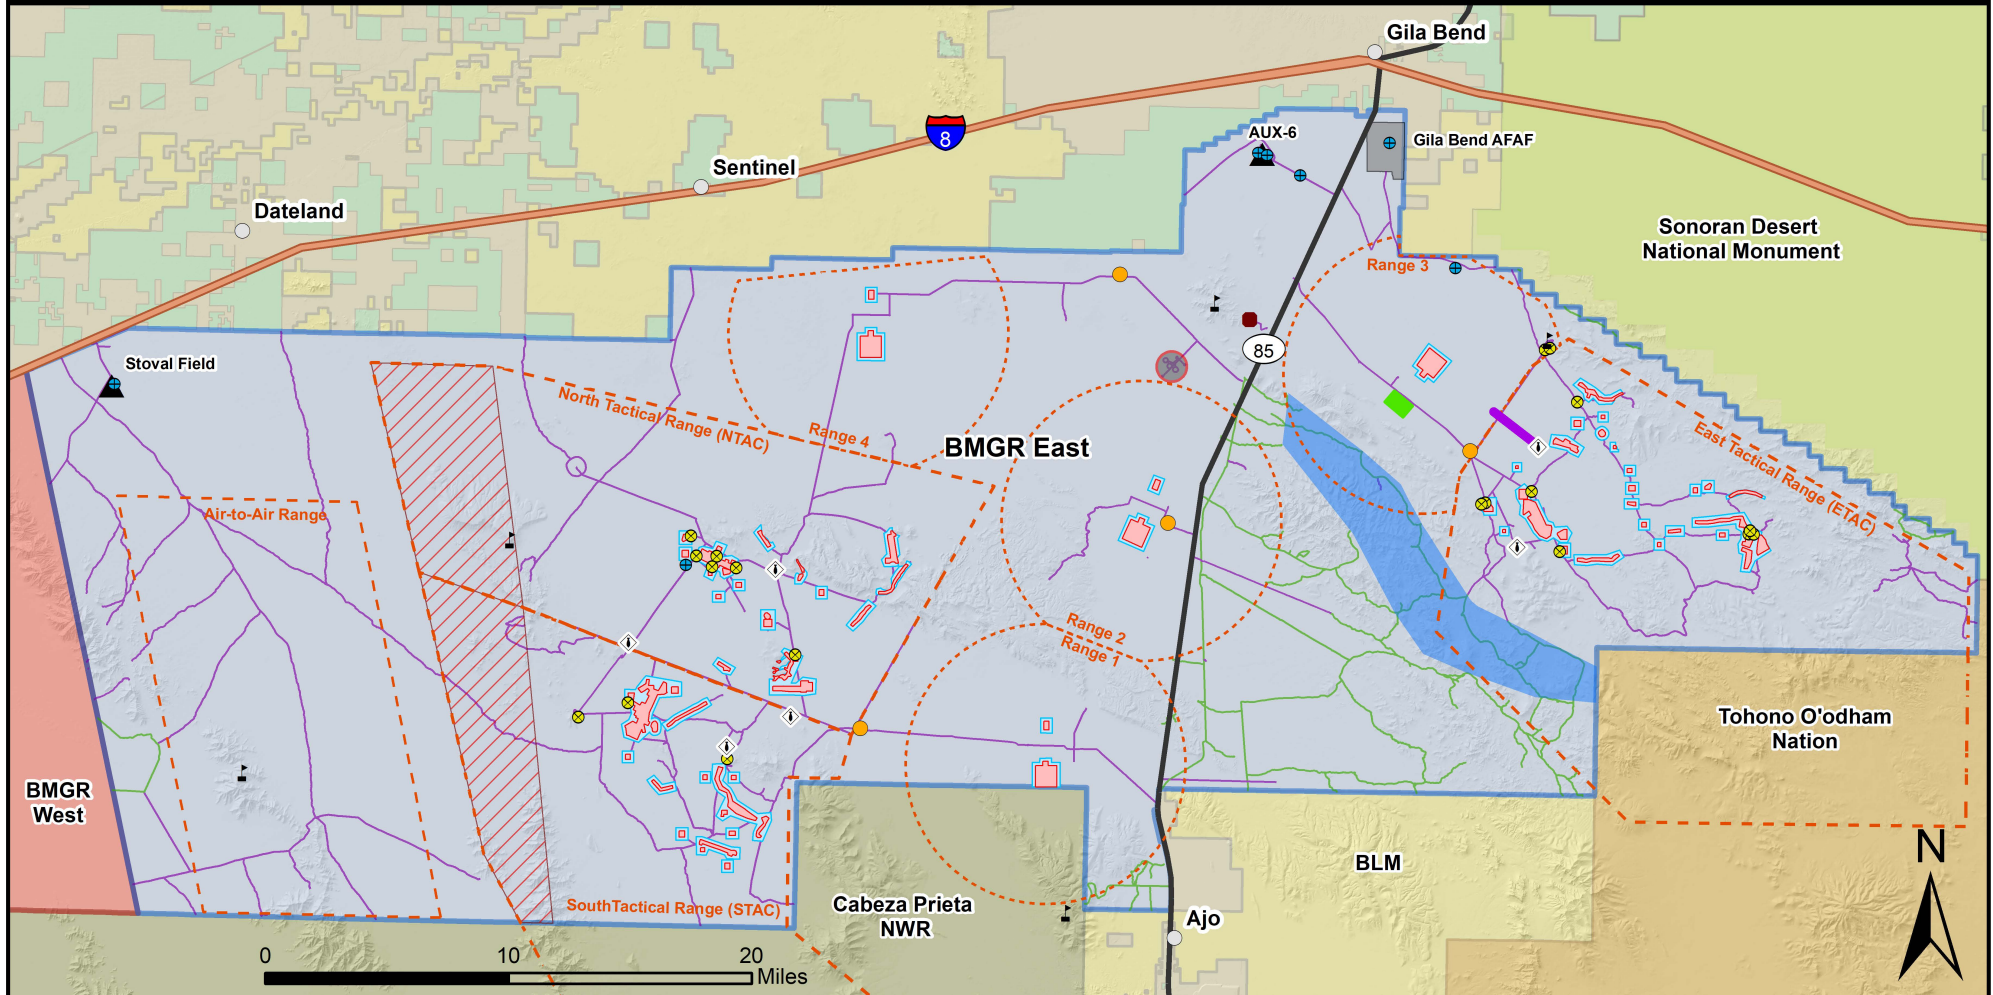 Gila Bend
8
AUX-6
Gila Bend AFAF
Sentinel
Dateland
Sonoran Desert
National Monument
Range 3
85
Stoval Field
North Tactical Range (NTAC)
Range 4
BMGR East
East Tactical Range (ETAC)
Air-to-Air Range
Range 2
Range 1
Tohono O'odham
Nation
BMGR
West
BLM
N
SouthTactical Range (STAC)
Cabeza Prieta
NWR
Ajo
0 10 20
Miles